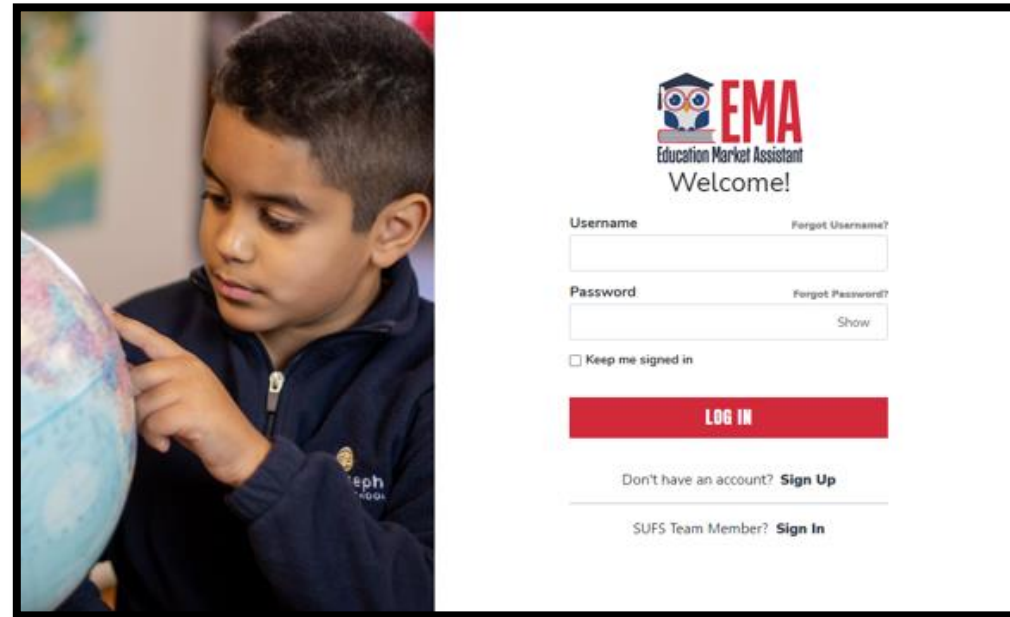 EMA
Education Market Assistant
Welcome!
Username Forgot Username?
Password Forgot Password?
Show
Keep me signed in
LOG IN
Don't have an account? Sign Up
SUFS Team Member? Sign In